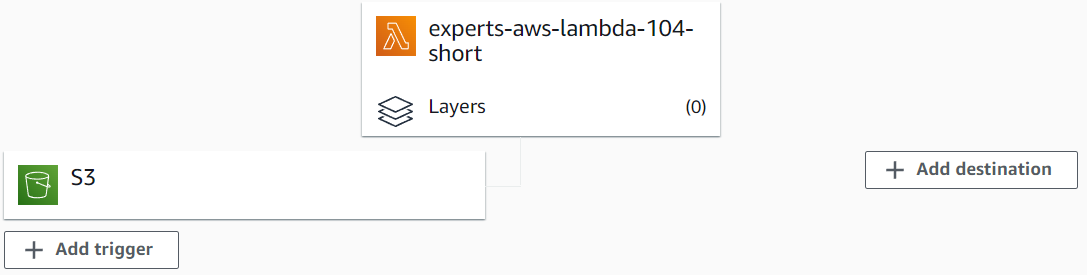 experts-aws-lambda-104-
short
Layers (0)
S3
Add destination
Add trigger